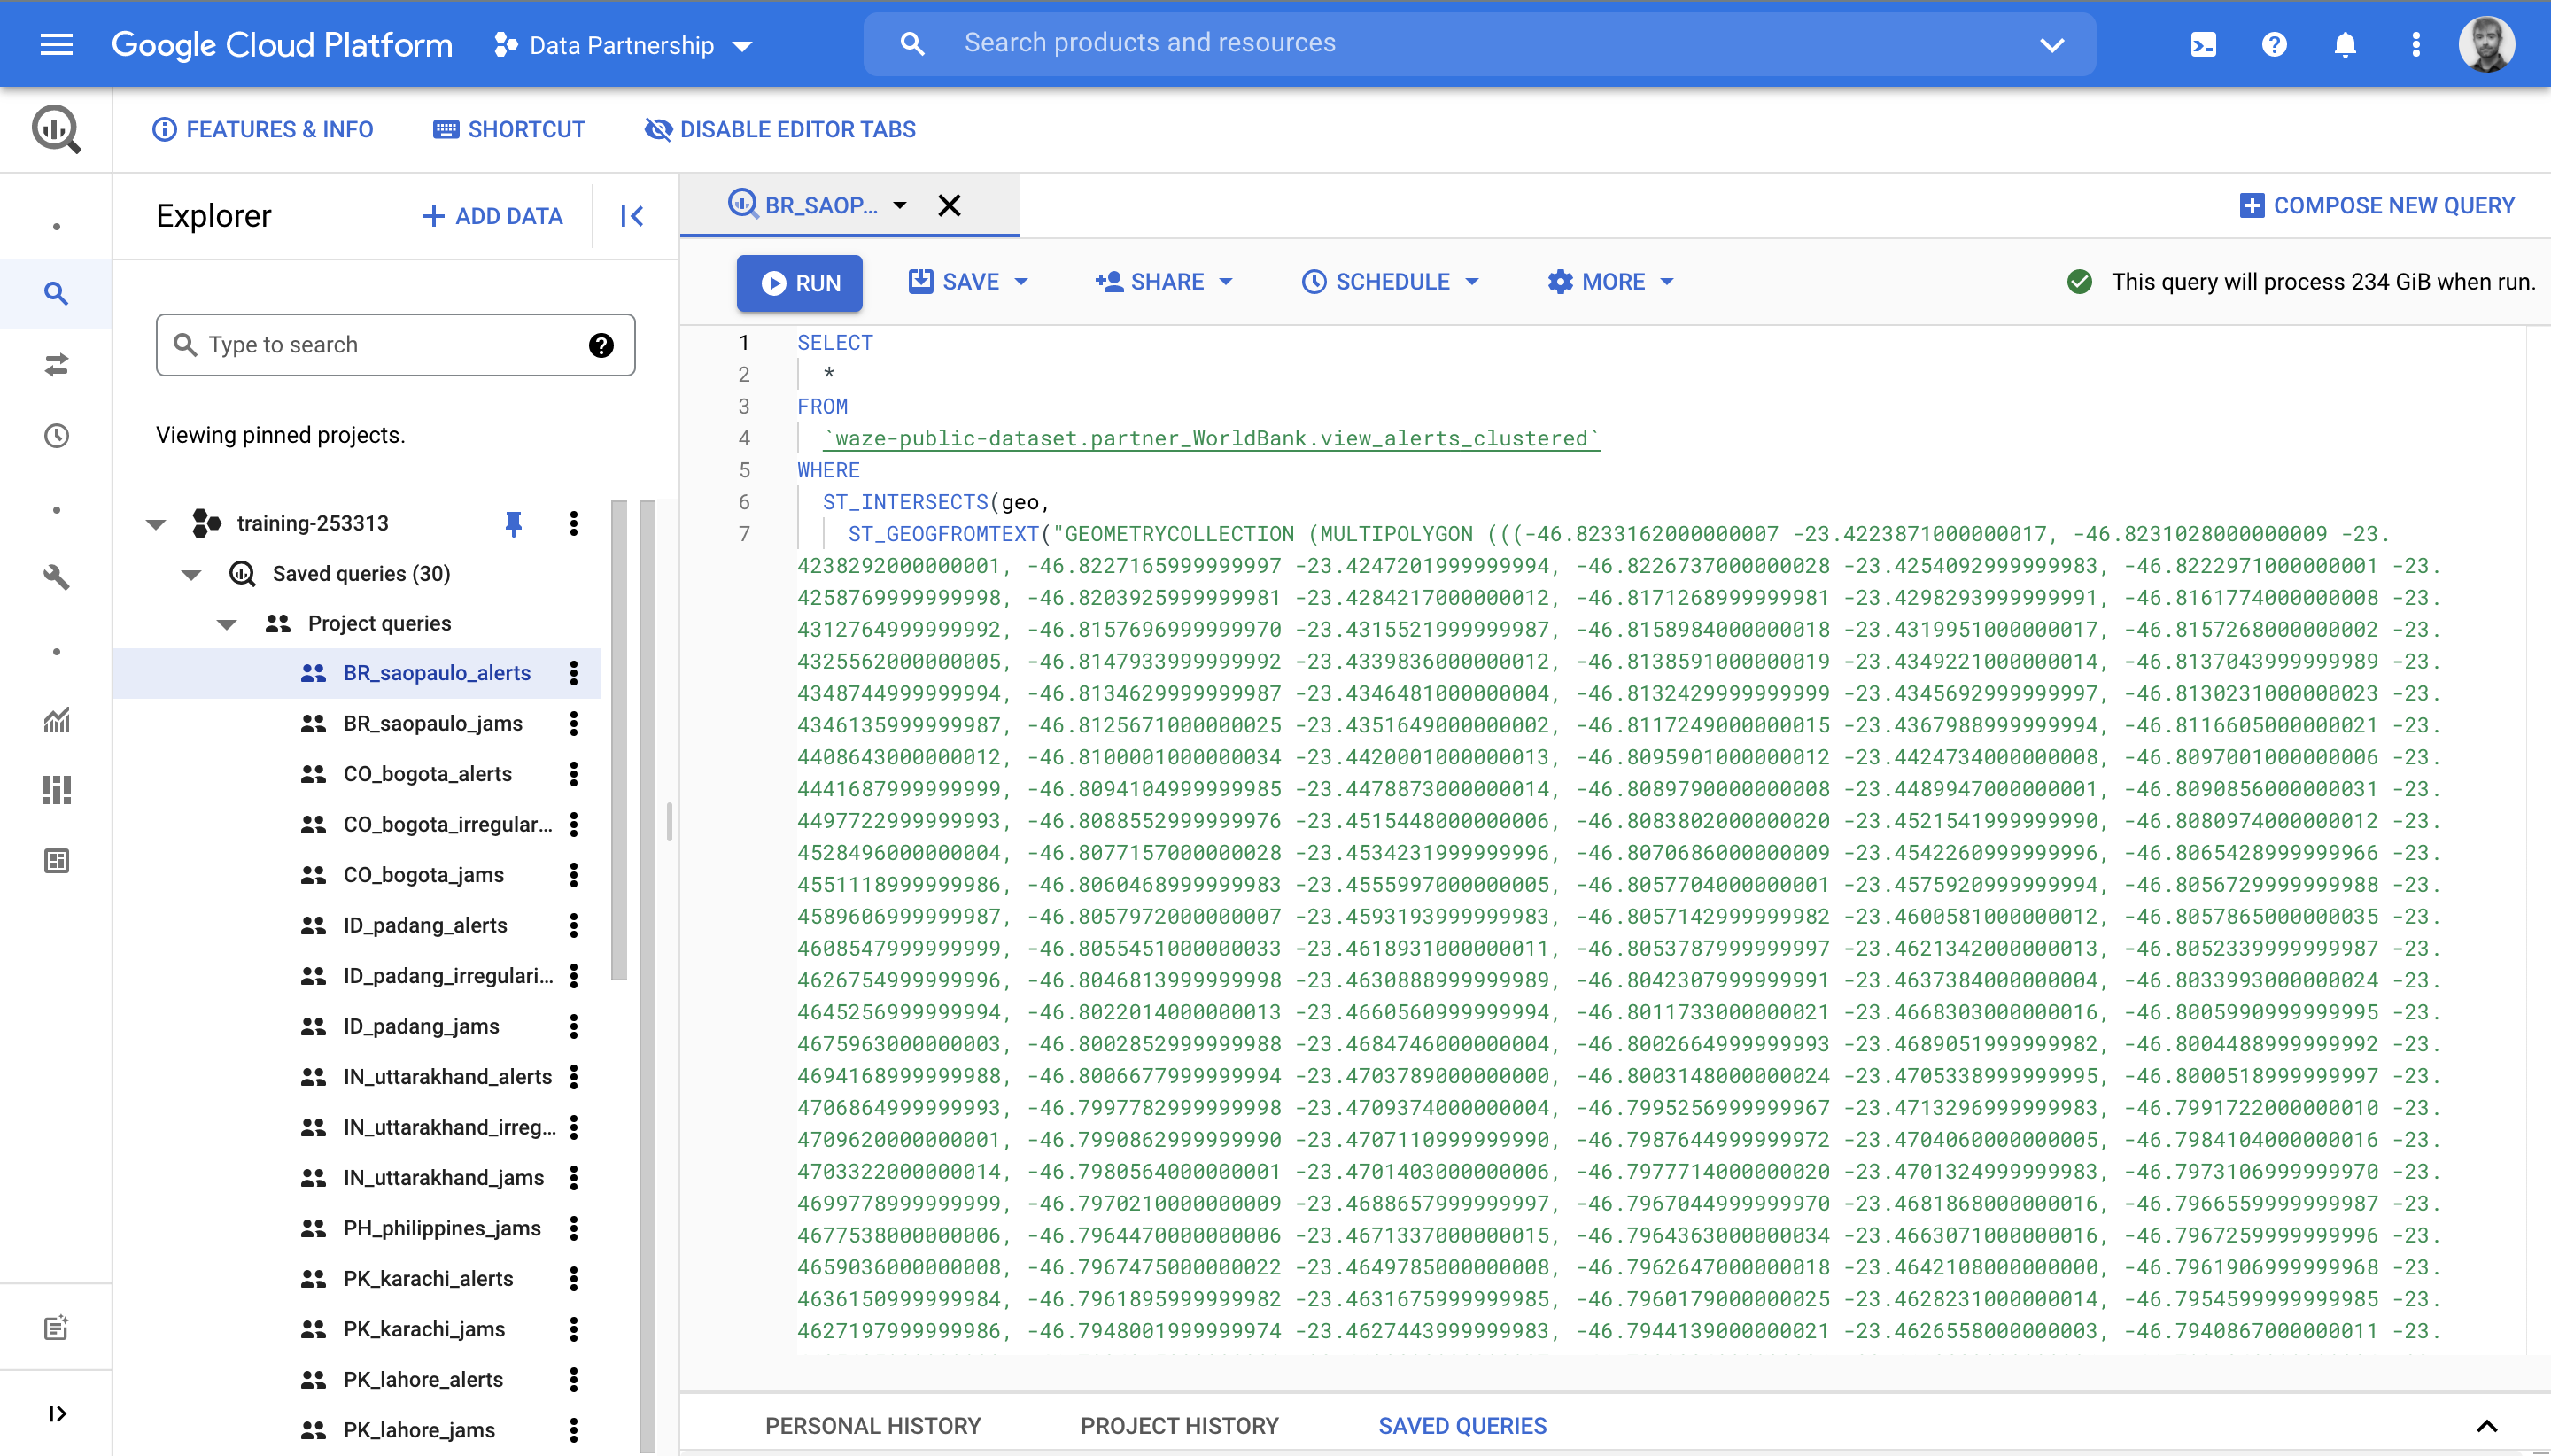 Google Cloud Platform
Data Partnership
Search products and resources
FEATURES & INFO
SHORTCUT
DISABLE EDITOR TABS
Explorer
ADD DATA
BR_SAOP...
COMPOSE NEW QUERY
RUN
SAVE
SHARE
SCHEDULE
MORE
This query will process 234 GiB when run.
Type to search
Viewing pinned projects.
training-253313
Saved queries (30)
Project queries
BR_saopaulo_alerts
BR_saopaulo_jams
CO_bogota_alerts
CO_bogota_irregular...
CO_bogota_jams
ID_padang_alerts
ID_padang_irregulari...
ID_padang_jams
IN_uttarakhand_alerts
IN_uttarakhand_irreg...
IN_uttarakhand_jams
PH_philippines_jams
PK_karachi_alerts
PK_karachi_jams
PK_lahore_alerts
PK_lahore_jams
1 SELECT
2 *
3 FROM
4 `waze-public-dataset.partner_WorldBank.view_alerts_clustered`
5 WHERE
6 ST_INTERSECTS(geo,
7 ST_GEOGFROMTEXT("GEOMETRYCOLLECTION (MULTIPOLYGON (((-46.8233162000000007 -23.4223871000000017, -46.8231028000000009 -23.
4238292000000001, -46.8227165999999997 -23.4247201999999994, -46.8226737000000028 -23.4254092999999983, -46.8222971000000001 -23.
4258769999999998, -46.8203925999999981 -23.4284217000000012, -46.8171268999999981 -23.4298293999999991, -46.8161774000000008 -23.
4312764999999992, -46.8157696999999970 -23.4315521999999987, -46.8158984000000018 -23.4319951000000017, -46.8157268000000002 -23.
4325562000000005, -46.8147933999999992 -23.4339836000000012, -46.8138591000000019 -23.4349221000000014, -46.8137043999999989 -23.
4348744999999994, -46.8134629999999987 -23.4346481000000004, -46.8132429999999999 -23.4345692999999997, -46.8130231000000023 -23.
4346135999999987, -46.8125671000000025 -23.4351649000000002, -46.8117249000000015 -23.4367988999999994, -46.8116605000000021 -23.
4408643000000012, -46.8100001000000034 -23.4420001000000013, -46.8095901000000012 -23.4424734000000008, -46.8097001000000006 -23.
4441687999999999, -46.8094104999999985 -23.4478873000000014, -46.8089790000000008 -23.4489947000000001, -46.8090856000000031 -23.
4497722999999993, -46.8088552999999976 -23.4515448000000006, -46.8083802000000020 -23.4521541999999990, -46.8080974000000012 -23.
4528496000000004, -46.8077157000000028 -23.4534231999999996, -46.8070686000000009 -23.4542260999999996, -46.8065428999999966 -23.
4551118999999986, -46.8060468999999983 -23.4555997000000005, -46.8057704000000001 -23.4575920999999994, -46.8056729999999988 -23.
4589606999999987, -46.8057972000000007 -23.4593193999999983, -46.8057142999999982 -23.4600581000000012, -46.8057865000000035 -23.
4608547999999999, -46.8055451000000033 -23.4618931000000011, -46.8053787999999997 -23.4621342000000013, -46.8052339999999987 -23.
4626754999999996, -46.8046813999999998 -23.4630888999999989, -46.8042307999999991 -23.4637384000000004, -46.8033993000000024 -23.
4645256999999994, -46.8022014000000013 -23.4660560999999994, -46.8011733000000021 -23.4668303000000016, -46.8005990999999995 -23.
4675963000000003, -46.8002852999999988 -23.4684746000000004, -46.8002664999999993 -23.4689051999999982, -46.8004488999999992 -23.
4694168999999988, -46.8006677999999994 -23.4703789000000000, -46.8003148000000024 -23.4705338999999995, -46.8000518999999997 -23.
4706864999999993, -46.7997782999999998 -23.4709374000000004, -46.7995256999999967 -23.4713296999999983, -46.7991722000000010 -23.
4709620000000001, -46.7990862999999990 -23.4707110999999990, -46.7987644999999972 -23.4704060000000005, -46.7984104000000016 -23.
4703322000000014, -46.7980564000000001 -23.4701403000000006, -46.7977714000000020 -23.4701324999999983, -46.7973106999999970 -23.
4699778999999999, -46.7970210000000009 -23.4688657999999997, -46.7967044999999970 -23.4681868000000016, -46.7966559999999987 -23.
4677538000000006, -46.7964470000000006 -23.4671337000000015, -46.7964363000000034 -23.4663071000000016, -46.7967259999999996 -23.
4659036000000008, -46.7967475000000022 -23.4649785000000008, -46.7962647000000018 -23.4642108000000000, -46.7961906999999968 -23.
4636150999999984, -46.7961895999999982 -23.4631675999999985, -46.7960179000000025 -23.4628231000000014, -46.7954599999999985 -23.
4627197999999986, -46.7948001999999974 -23.4627443999999983, -46.7944139000000021 -23.4626558000000003, -46.7940867000000011 -23.
PERSONAL HISTORY
PROJECT HISTORY
SAVED QUERIES